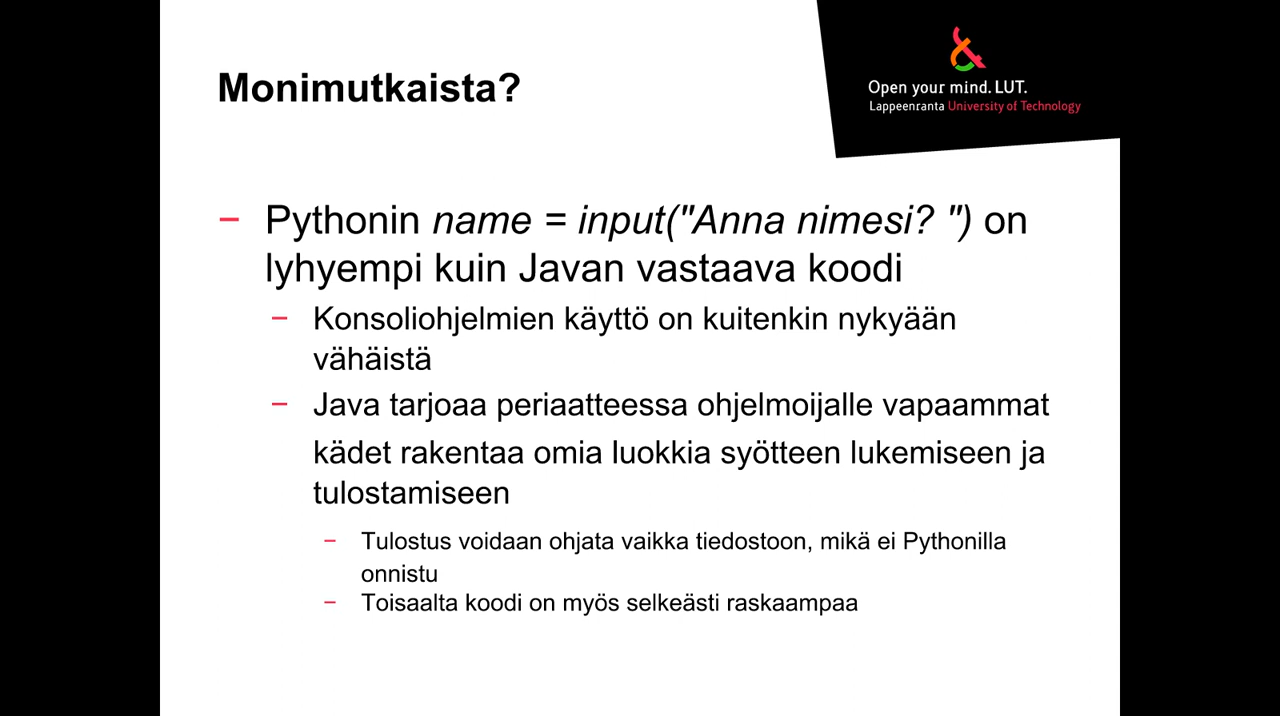 Monimutkaista?
Open your mind. LUT.
Lappeenranta University of Technology
– Pythonin name = input("Anna nimesi? ") on
lyhyempi kuin Javan vastaava koodi
– Konsoliohjelmien käyttö on kuitenkin nykyään
vähäistä
– Java tarjoaa periaatteessa ohjelmoijalle vapaammat
kädet rakentaa omia luokkia syötteen lukemiseen ja
tulostamiseen
– Tulostus voidaan ohjata vaikka tiedostoon, mikä ei Pythonilla
onnistu
– Toisaalta koodi on myös selkeästi raskaampaa